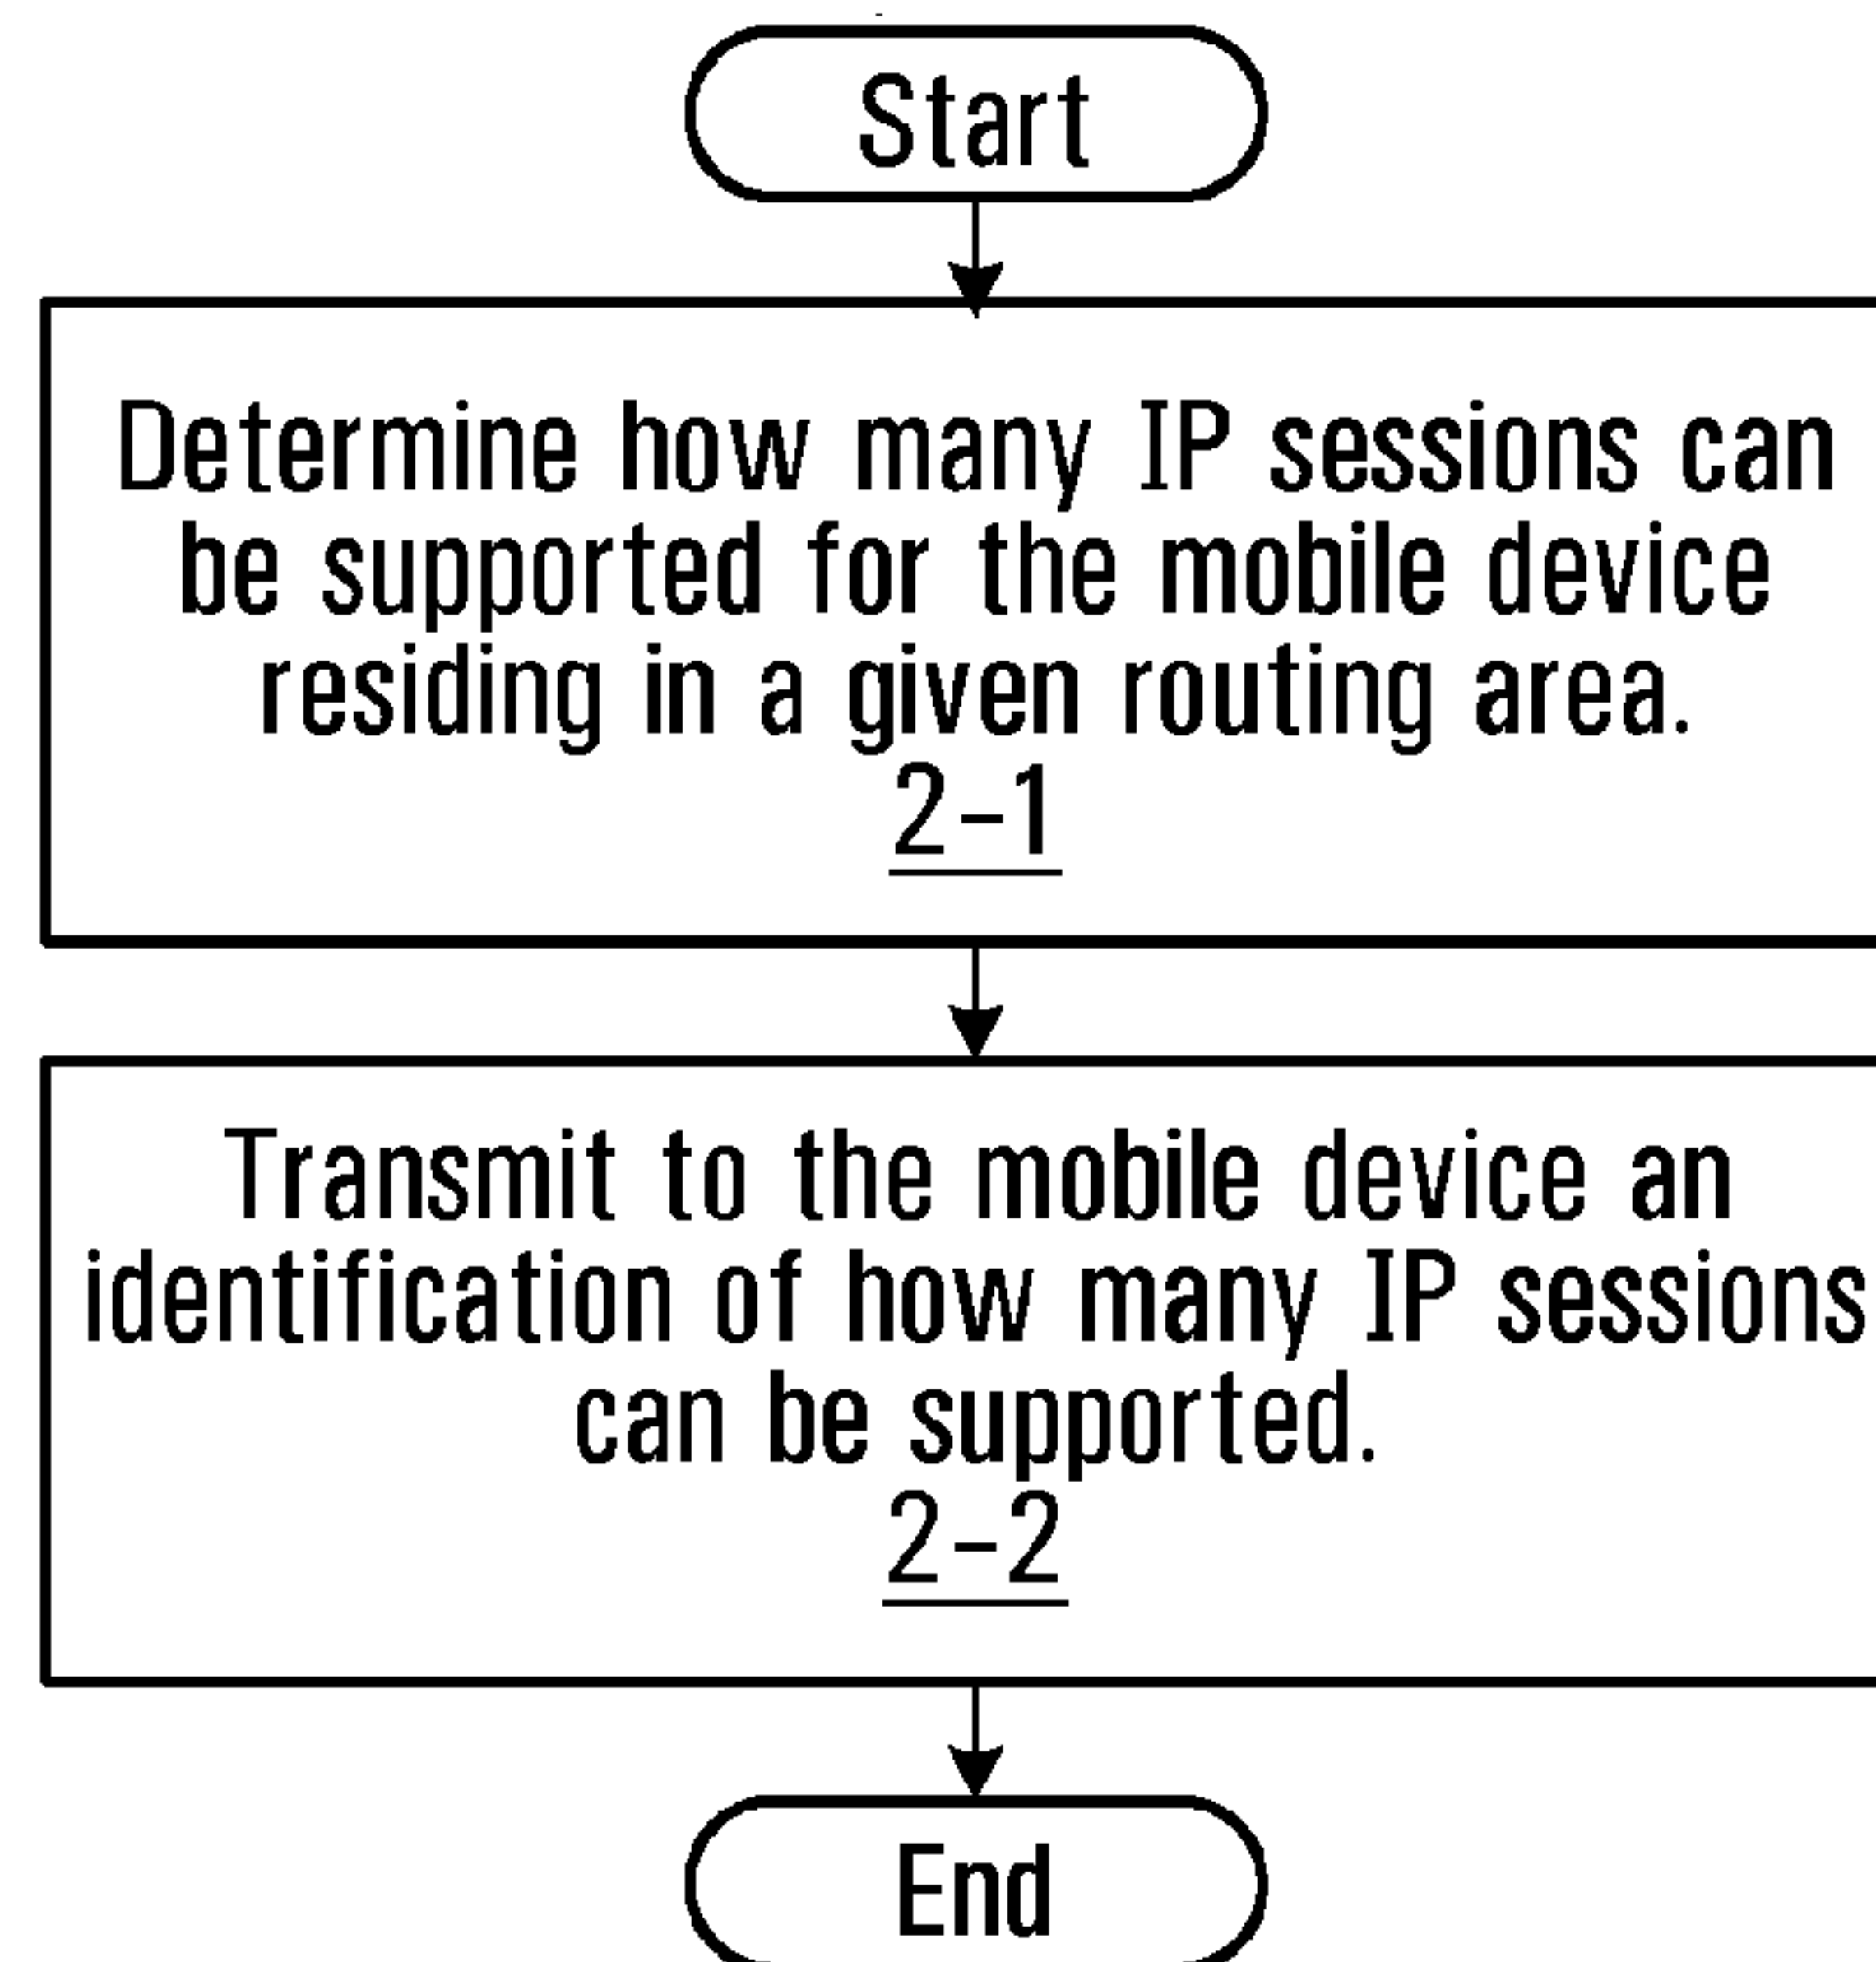 Start
Determine how many IP sessions can
be supported for the mobile device
residing in a given routing area.
2-1
Transmit to the mobile device an
identification of how many IP sessions
can be supported.
2-2
End